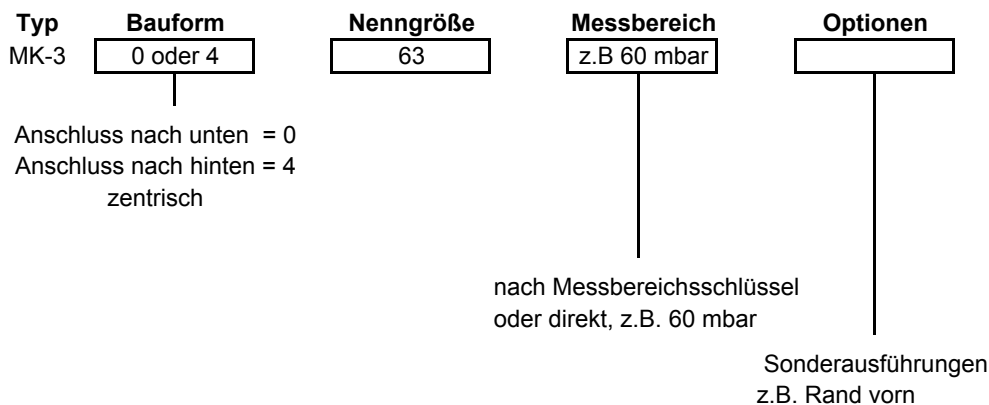 Typ Bauform Nenngröße Messbereich Optionen
MK-3 0 oder 4 63 z.B 60 mbar
Anschluss nach unten = 0
Anschluss nach hinten = 4
zentrisch
nach Messbereichsschlüssel
oder direkt, z.B. 60 mbar
Sonderausführungen
z.B. Rand vorn